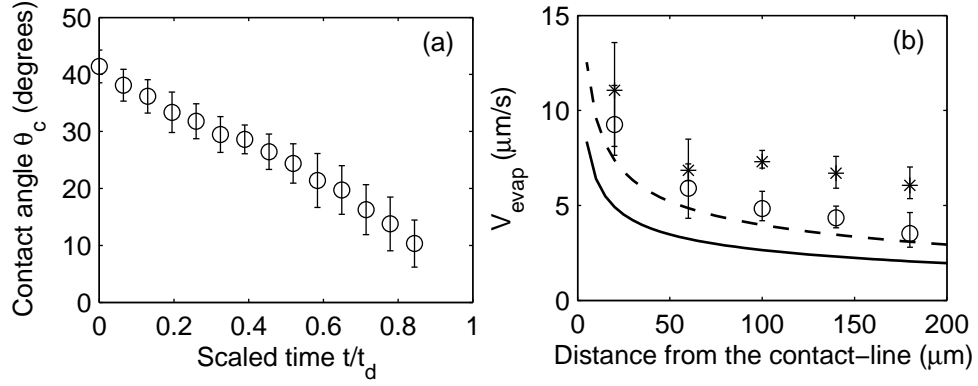 (a)
Contact angle θc (degrees)
50
40
30
20
10
0
0 0.2 0.4 0.6 0.8 1
Scaled time t/td
(b)
Vevap (μm/s)
15
10
5
0
0 50 100 150 200
Distance from the contact−line (μm)